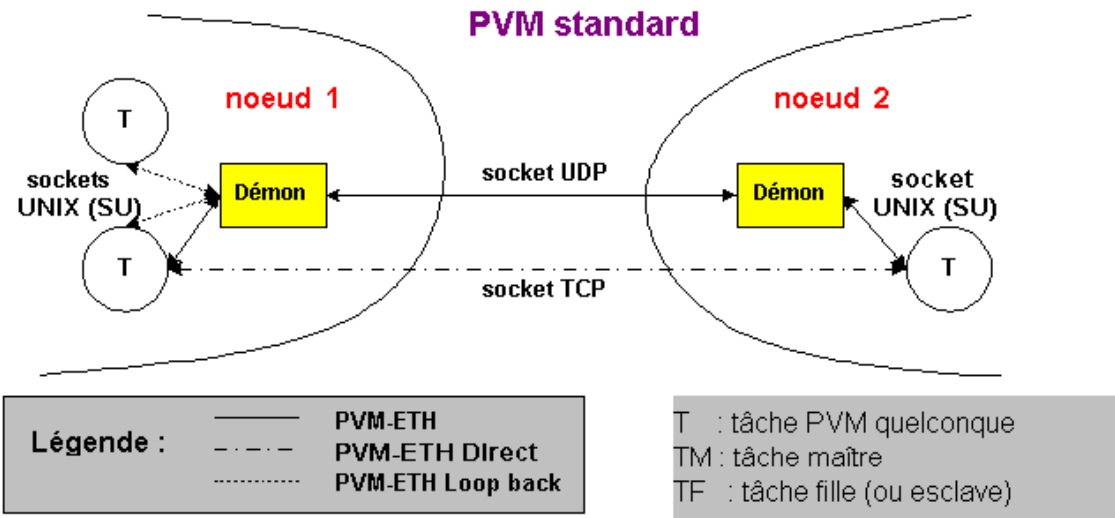 PVM standard
noeud 1
noeud 2
T
sockets
UNIX (SU)
Démon
socket UDP
Démon
socket
UNIX (SU)
T
T
socket TCP
Légende :
PVM-ETH
PVM-ETH DIrect
PVM-ETH Loop back
T : tâche PVM quelconque
TM : tâche maître
TF : tâche fille (ou esclave)